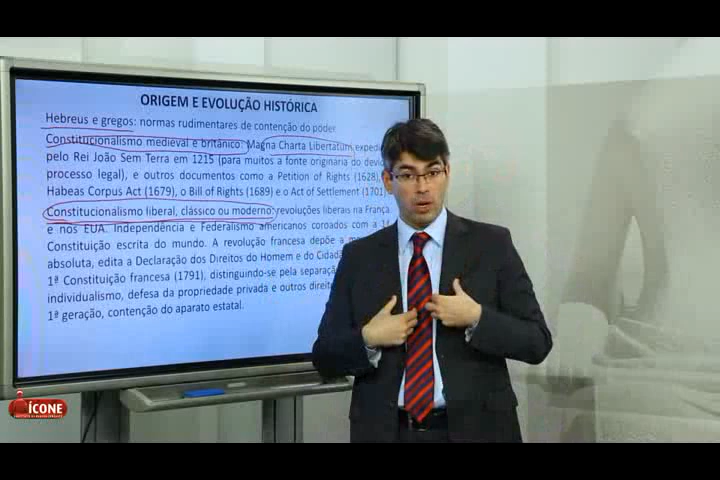 ORIGEM E EVOLUÇÃO HISTÓRICA
Hebreus e gregos: normas rudimentares de contenção do poder
Constitucionalismo medieval e britânico: Magna Charta Libertatum
pelo Rei João Sem Terra em 1215 (para muitos a fonte originaria do
processo legal), e outros documentos como a Petition of Rights (1628),
Habeas Corpus Act (1679), o Bill of Rights (1689) e o Act of Settlement (1701)
Constitucionalismo liberal, clássico ou moderno: revoluções liberais na França
e nos EUA. Independência e Federalismo americanos coroados com a 1ª
Constituição escrita do mundo. A revolução francesa depõe a
absoluta, edita a Declaração dos Direitos do Homem e do
1ª Constituição francesa (1791), distinguindo-se pela
individualismo, defesa da propriedade privada e outros
1ª geração, contenção do aparato estatal.
ÍCONE